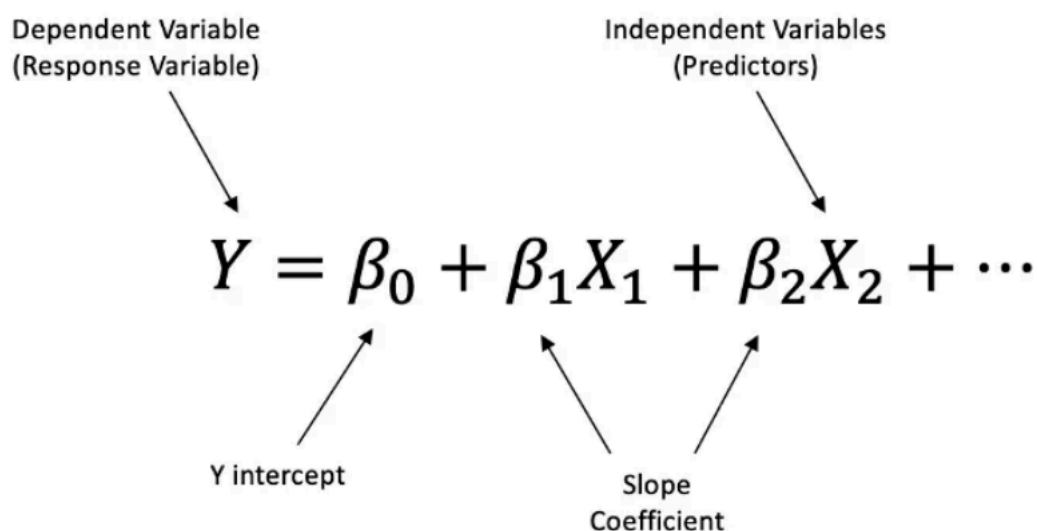 Dependent Variable
(Response Variable)
Independent Variables
(Predictors)
Y = β₀ + β₁X₁ + β₂X₂ + ⋯
Y intercept
Slope
Coefficient